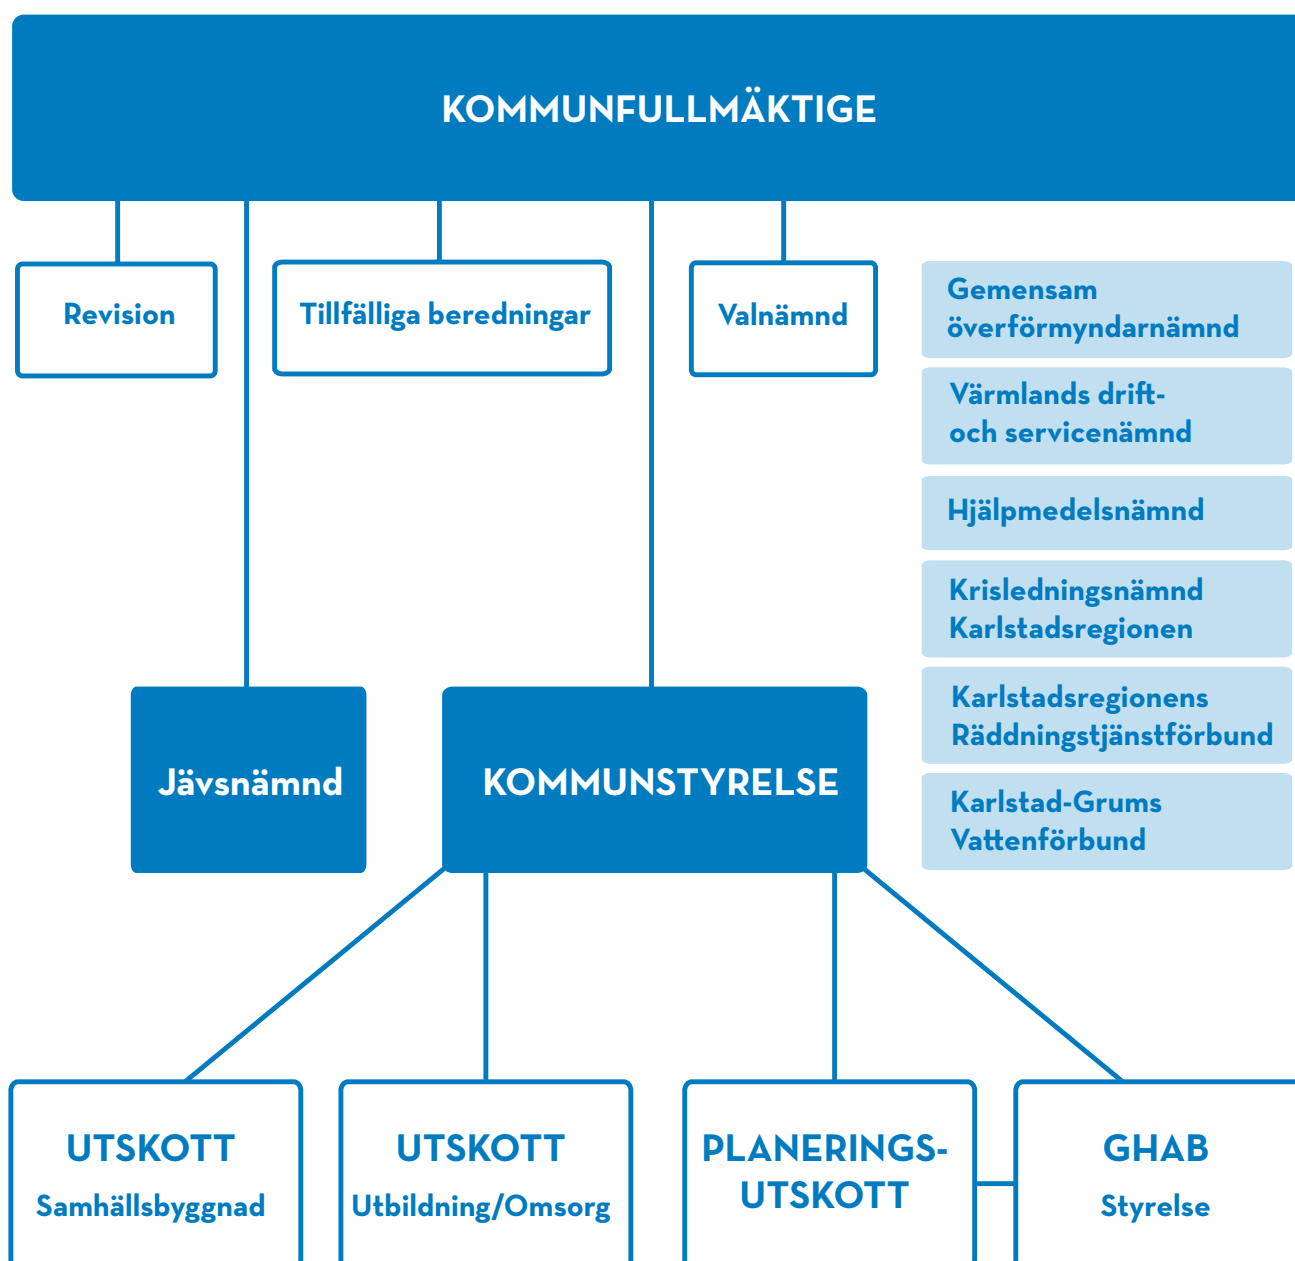 KOMMUNFULLMÄKTIGE
Revision
Tillfälliga beredningar
Valnämnd
Gemensam
överförmyndarnämnd
Värmlands drift-
och servicenämnd
Hjälpmedelsnämnd
Krisledningsnämnd
Karlstadsregionen
Karlstadsregionens
Räddningstjänstförbund
Karlstad-Grums
Vattenförbund
Jävsnämnd
KOMMUNSTYRELSE
UTSKOTT
Samhällsbyggnad
UTSKOTT
Utbildning/Omsorg
PLANERINGS-
UTSKOTT
GHAB
Styrelse